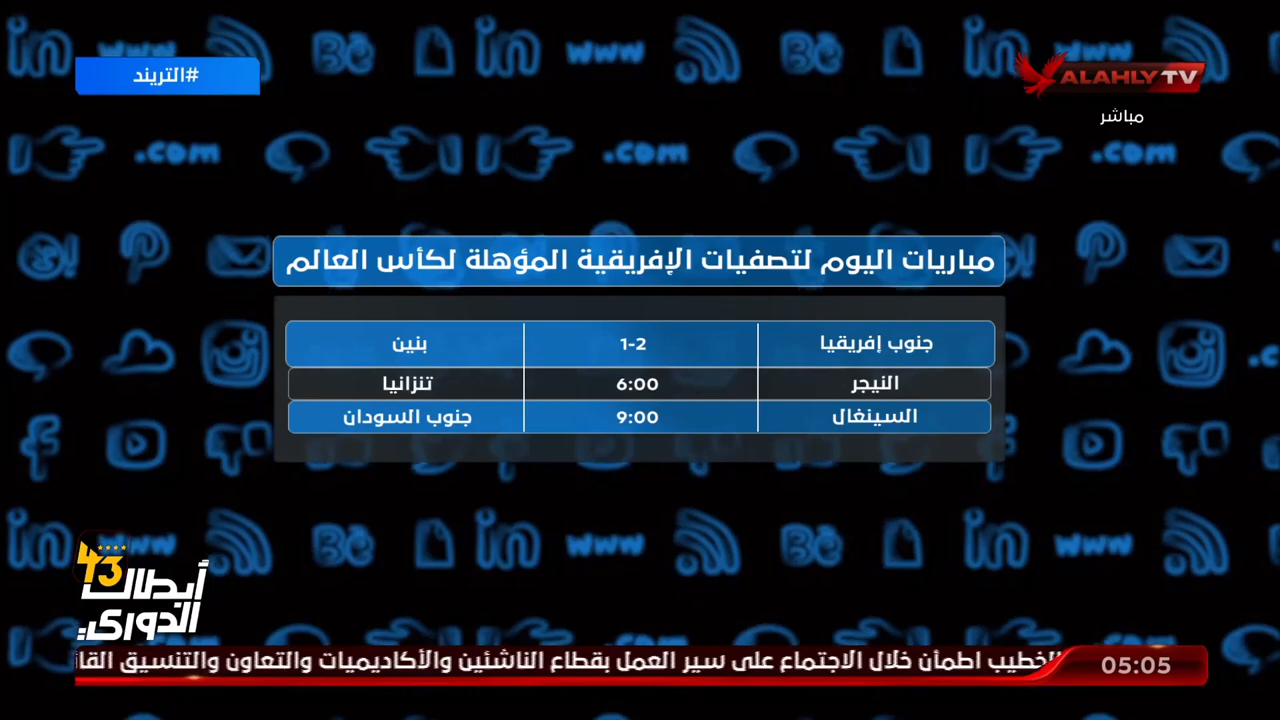 #التريند
ALAHLY TV
مباشر
مباريات اليوم لتصفيات الإفريقية المؤهلة لكأس العالم
جنوب إفريقيا 1-2 بنين
النيجر 6:00 تنزانيا
السينغال 9:00 جنوب السودان
43
أبطال
الدوري
الخطيب اطمأن خلال الاجتماع على سير العمل بقطاع الناشئين والأكاديميات والتعاون والتنسيق
05:05